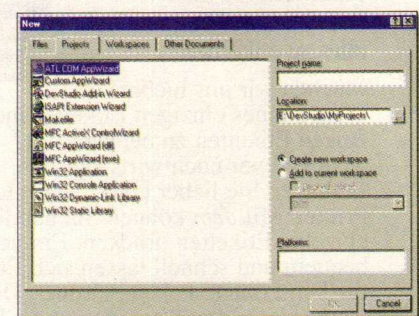 New
Files Projects Workspaces Other Documents
ATL COM AppWizard
Custom AppWizard
DevStudio Add-in Wizard
ISAPI Extension Wizard
Makefile
MFC ActiveX ControlWizard
MFC AppWizard (dll)
MFC AppWizard (exe)
Win32 Application
Win32 Console Application
Win32 Dynamic-Link Library
Win32 Static Library
Project name:
Location:
E:\DevStudio\MyProjects\
...
Create new workspace
Add to current workspace
Platforms:
OK Cancel